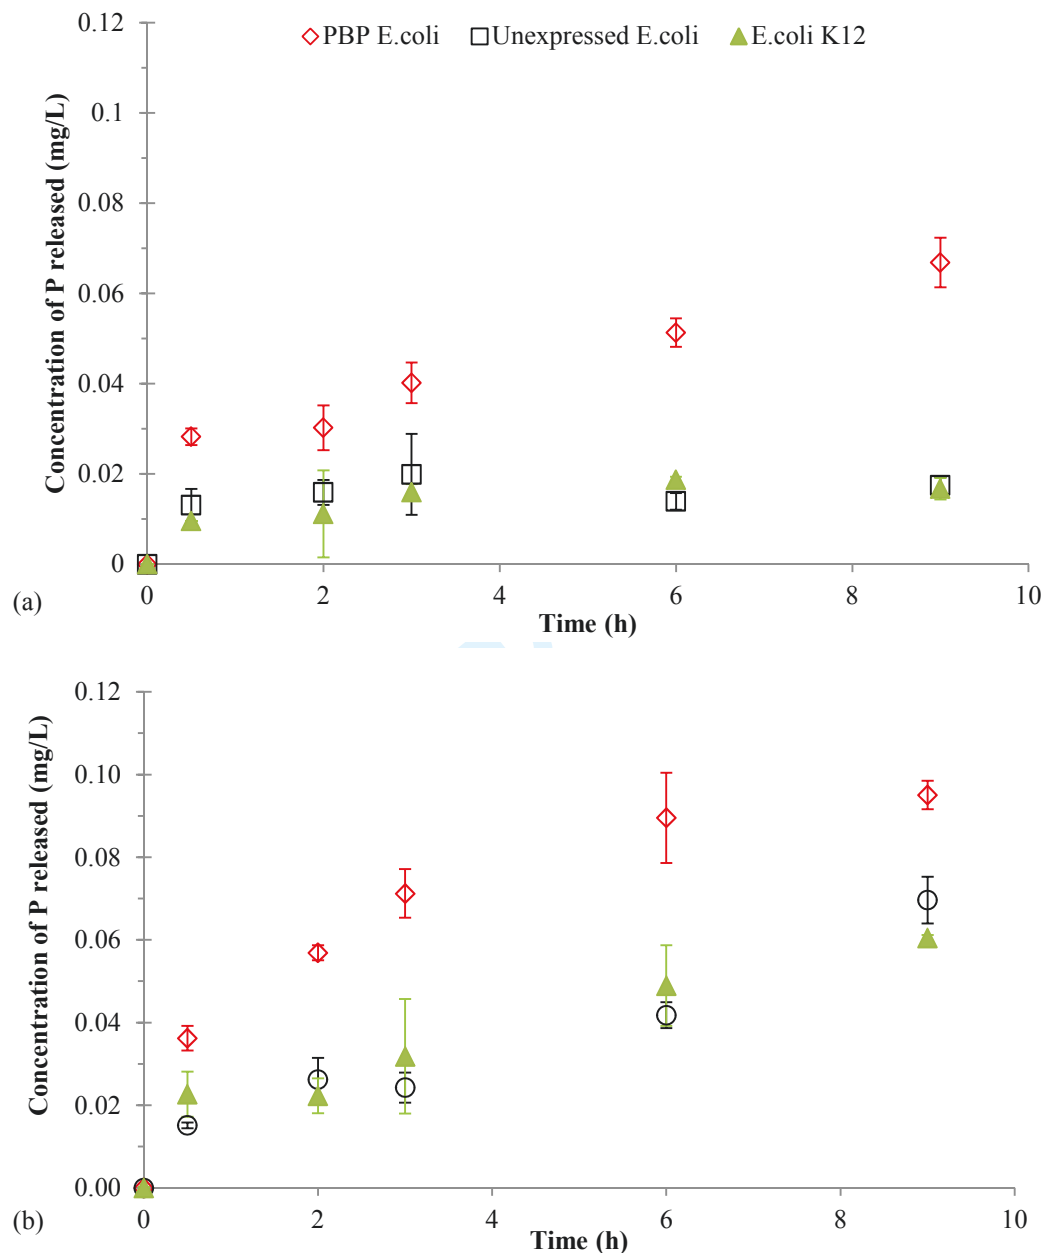 0.12
PBP E.coli Unexpressed E.coli E.coli K12
0.1
0.08
0.06
0.04
0.02
0
Concentration of P released (mg/L)
0 2 4 6 8 10
(a)
Time (h)
0.12
0.10
0.08
0.06
0.04
0.02
0.00
Concentration of P released (mg/L)
0 2 4 6 8 10
(b)
Time (h)